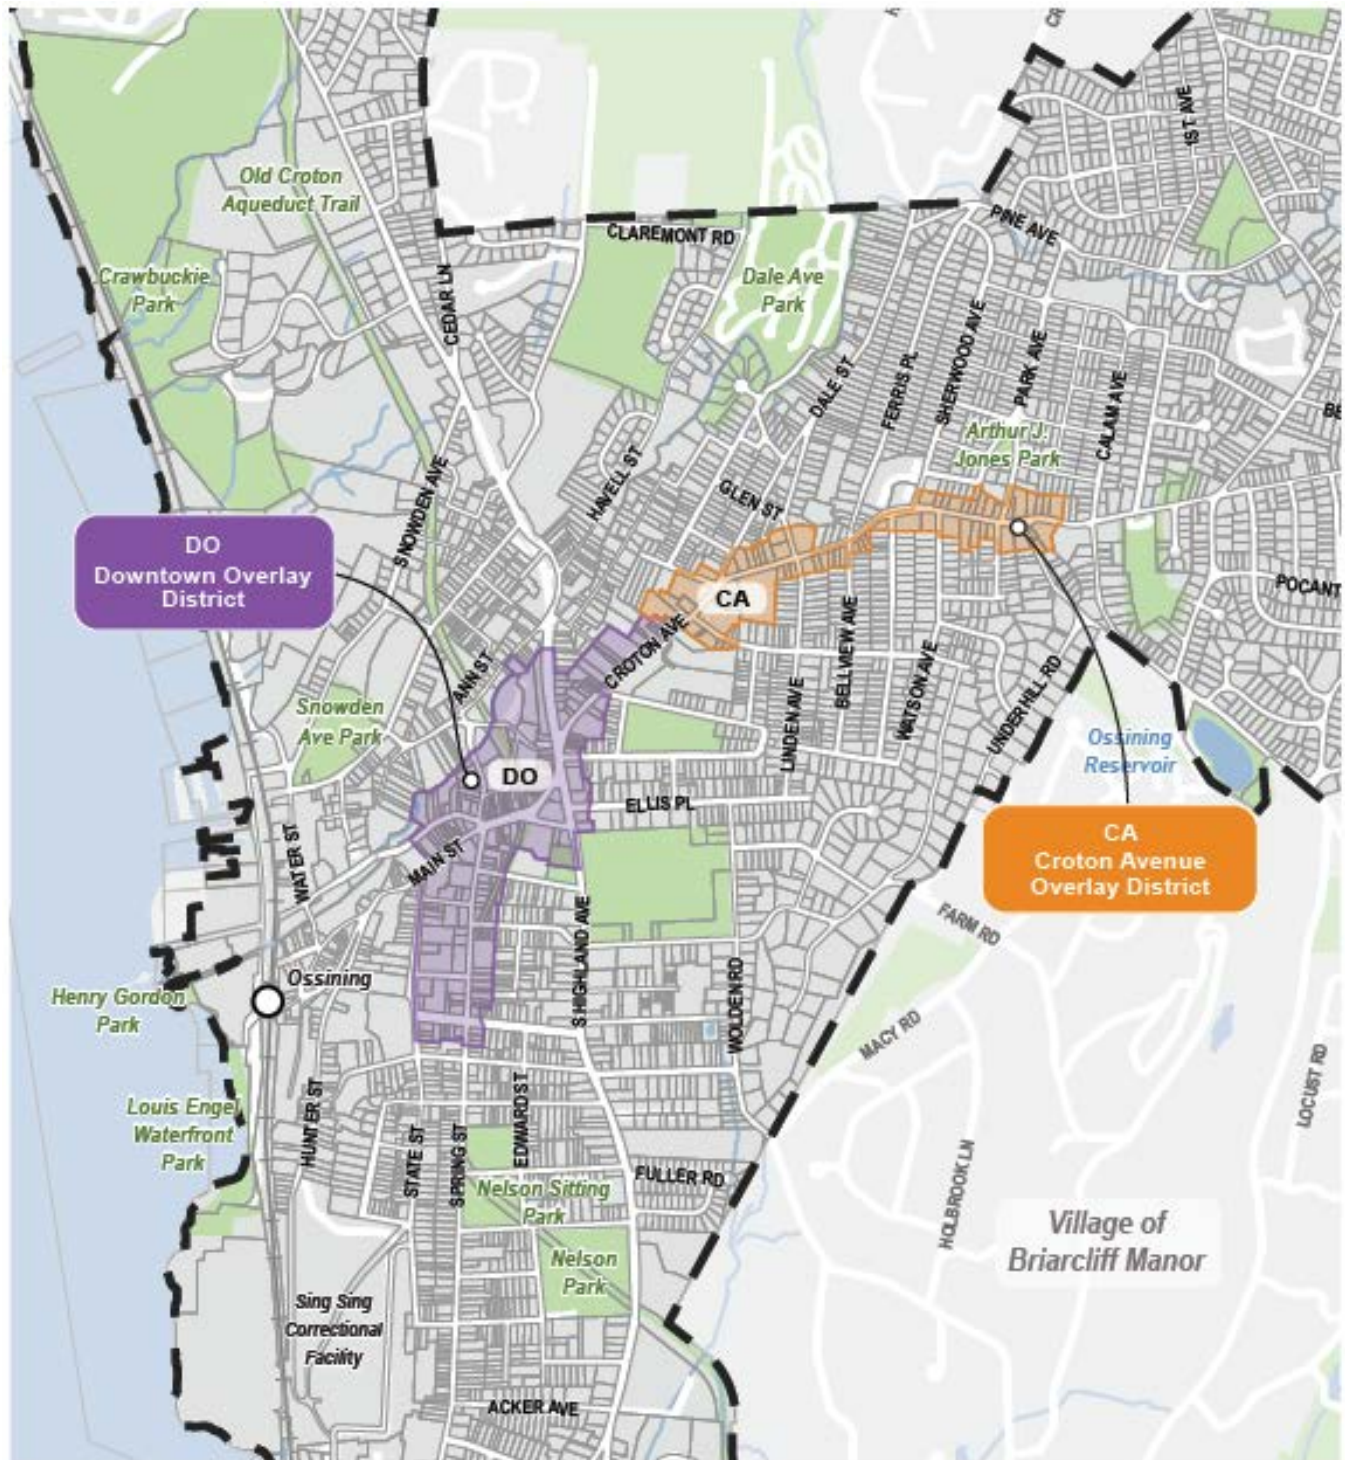 1ST AVE
Old Croton
Aqueduct Trail
PINE AVE
CLAREMONT RD
Crawbuckie
Park
CEDAR LN
Dale Ave
Park
DALE ST
FERRIS PL
SHERWOOD AVE
PARK AVE
CALAM AVE
Arthur J.
Jones Park
HAVELL ST
SNOWDEN AVE
GLEN ST
DO
Downtown Overlay
District
CA
POCANT
CROTON AVE
BELLVIEW AVE
WATSON AVE
ANN ST
LINDEN AVE
UNDERHILL RD
Snowden
Ave Park
Ossining
Reservoir
DO
ELLIS PL
CA
Croton Avenue
Overlay District
WATER ST
MAIN ST
S HIGHLAND AVE
FARM RD
Ossining
Henry Gordon
Park
WOLDEN RD
MACY RD
LOCUST RD
Louis Engel
Waterfront
Park
HUNTER ST
STATE ST
SPRING ST
EDWARD ST
FULLER RD
HOLBROOK LN
Nelson Sitting
Park
Village of
Briarcliff Manor
Nelson
Park
Sing Sing
Correctional
Facility
ACKER AVE